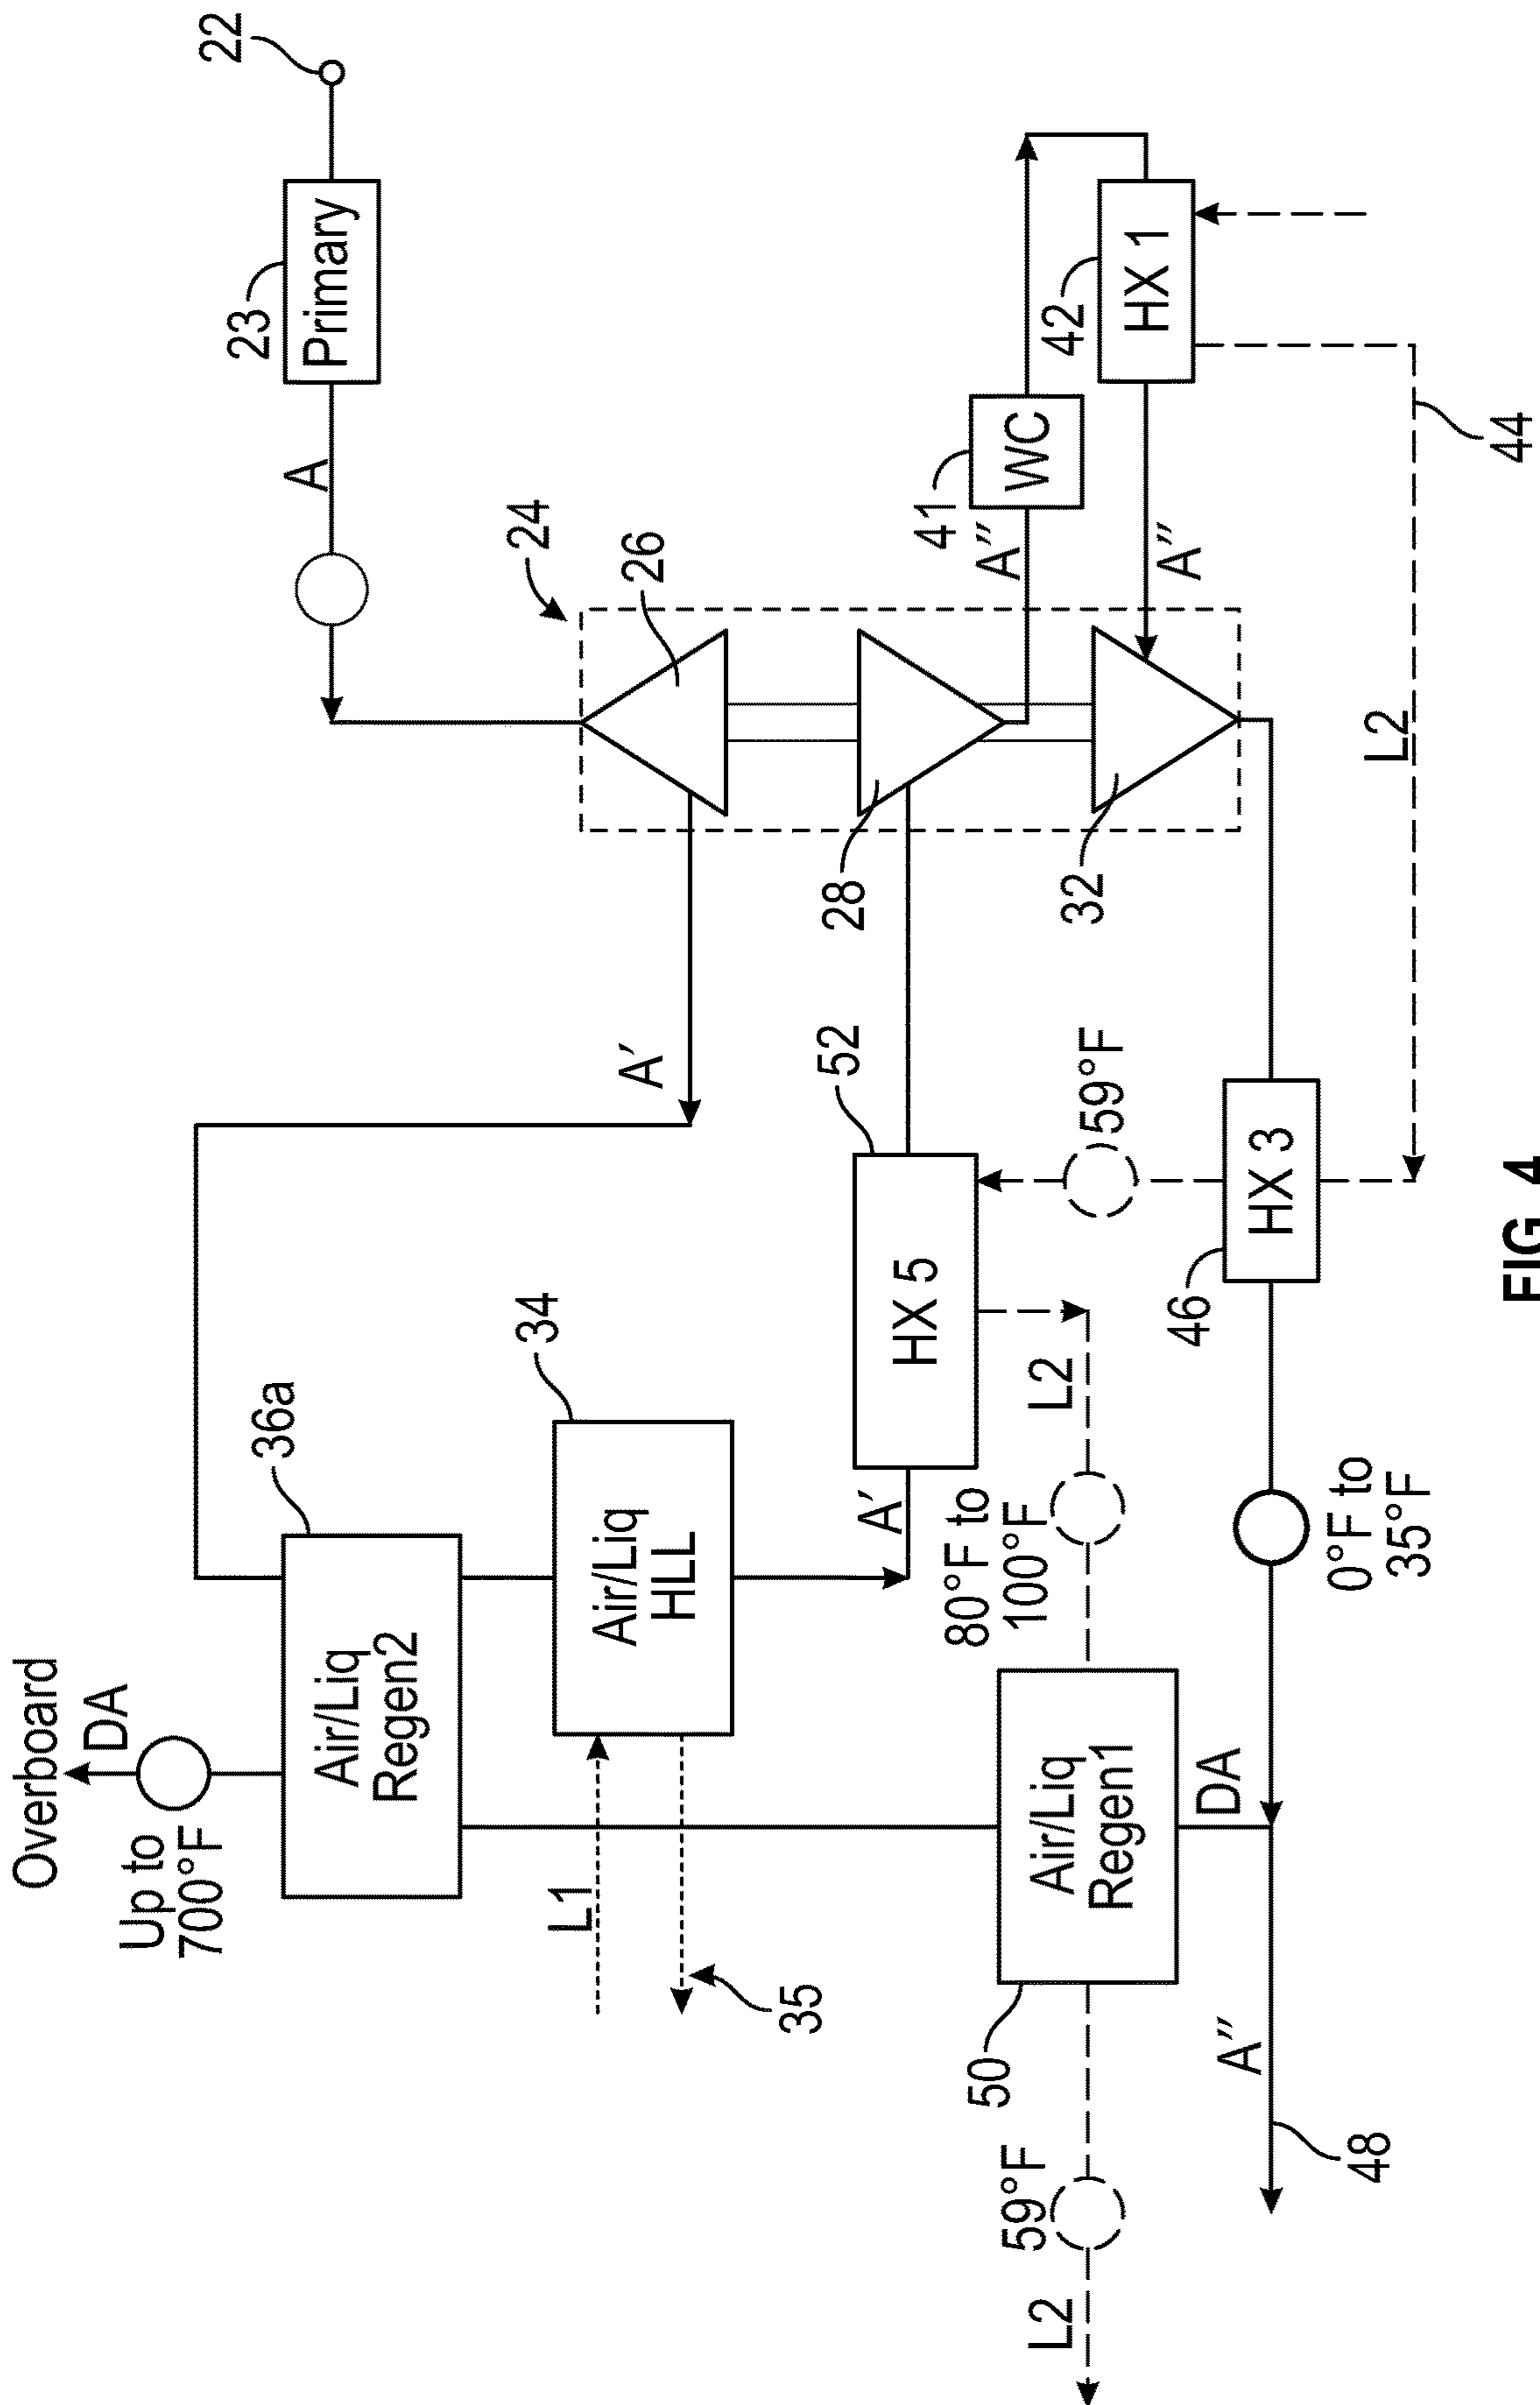 Overboard
DA
Up to
700°F
22
23
Primary
36a
A
Air/Liq
Regen2
24
34
L1
Air/Liq
HLL
26
A′
35
28
52
A′
HX 5
41
WC
A″
80°F to
100°F
50
59°F
L2
Air/Liq
Regen1
L2
59°F
32
42
HX 1
A″
46
DA
A″
HX 3
48
0°F to
35°F
L2
44
FIG. 4